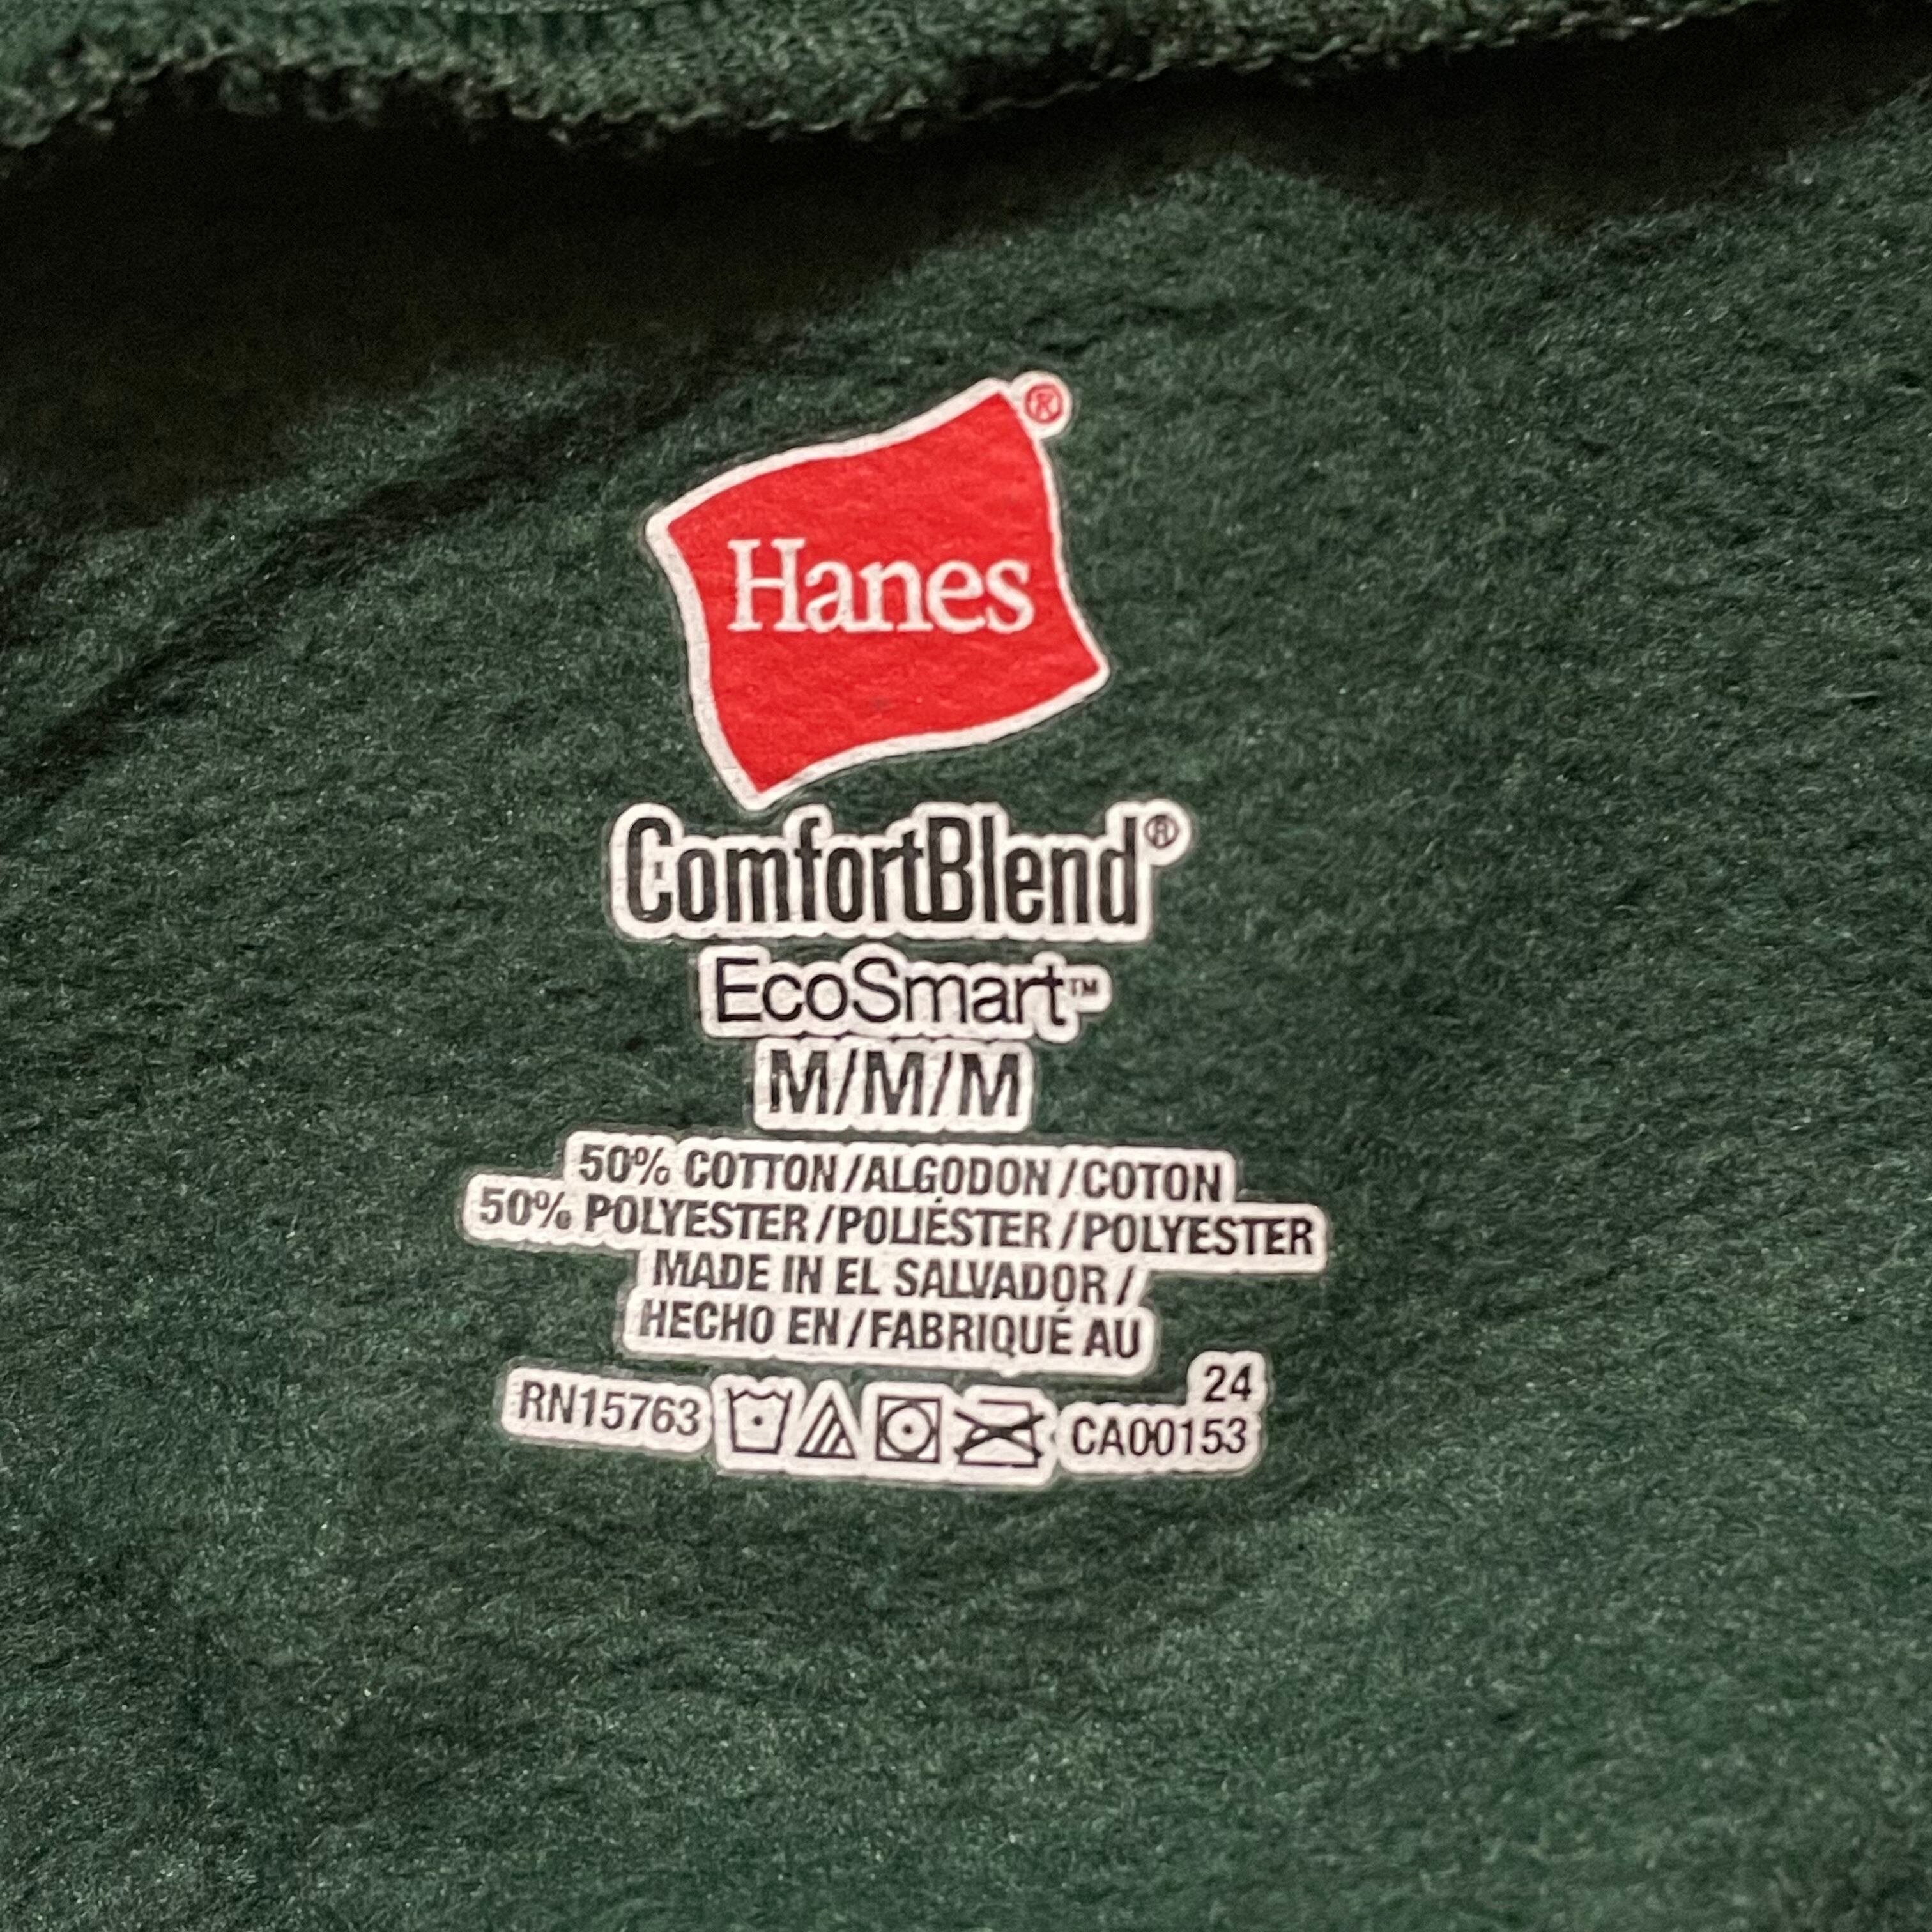 Hanes®
ComfortBlend®
EcoSmart™
M/M/M
50% COTTON/ALGODON/COTON
50% POLYESTER/POLIÉSTER/POLYESTER
MADE IN EL SALVADOR/
HECHO EN/FABRIQUÉ AU
24
RN15763 CA00153